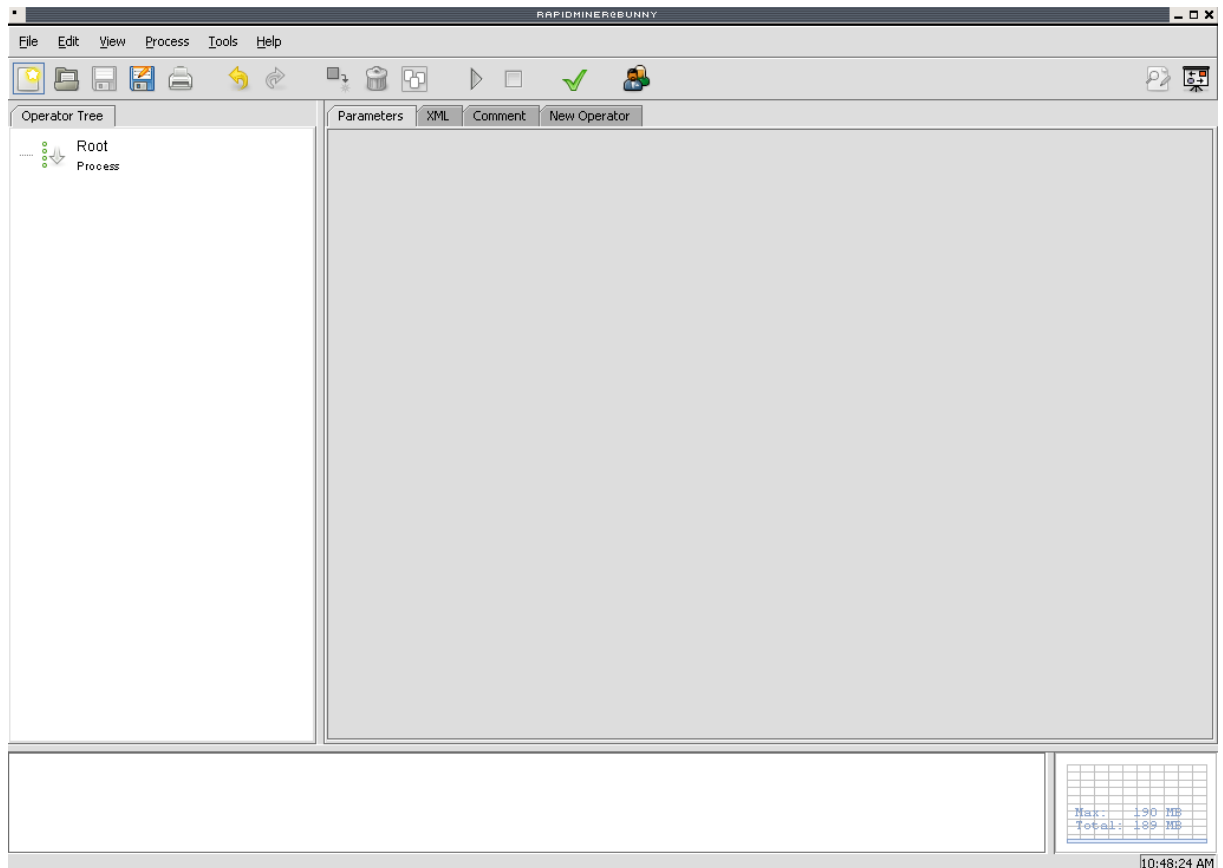 RAPIDMINER@BUNNY
File Edit View Process Tools Help
Operator Tree
Parameters XML Comment New Operator
Root
Process
Max: 190 MB
Total: 189 MB
10:48:24 AM